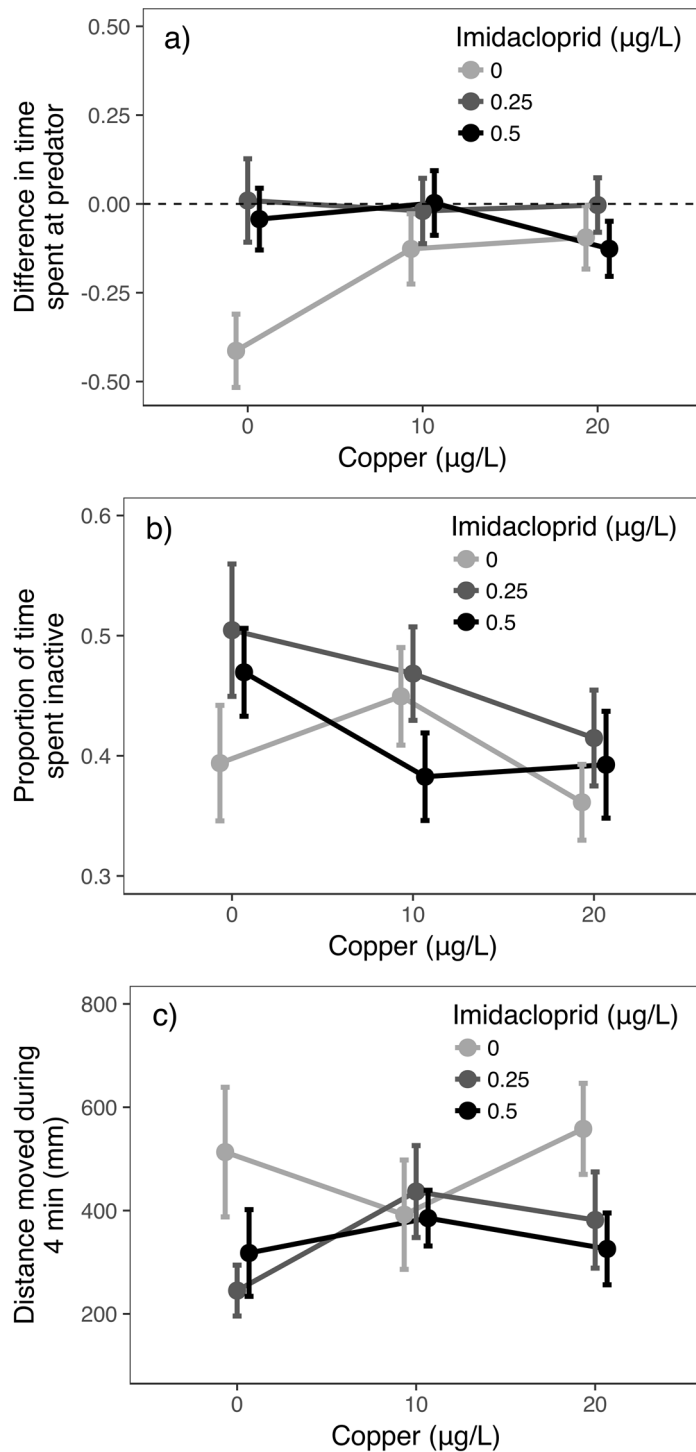 a)
Imidacloprid (μg/L)
0
0.25
0.5
0.50
0.25
0.00
-0.25
-0.50
Difference in time
spent at predator
0
10
20
Copper (μg/L)
b)
Imidacloprid (μg/L)
0
0.25
0.5
0.6
0.5
0.4
0.3
Proportion of time
spent inactive
0
10
20
Copper (μg/L)
c)
Imidacloprid (μg/L)
0
0.25
0.5
800
600
400
200
Distance moved during
4 min (mm)
0
10
20
Copper (μg/L)